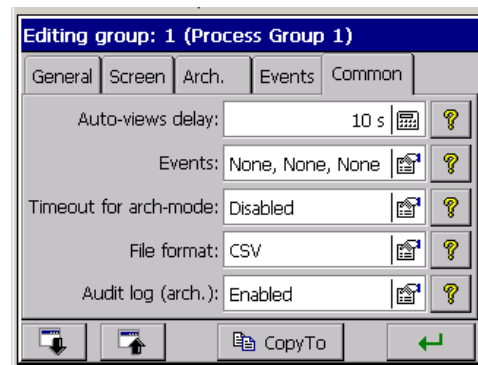 Editing group: 1 (Process Group 1)
General Screen Arch. Events Common
Auto-views delay: 10 s ?
Events: None, None, None ?
Timeout for arch-mode: Disabled ?
File format: CSV ?
Audit log (arch.): Enabled ?
CopyTo